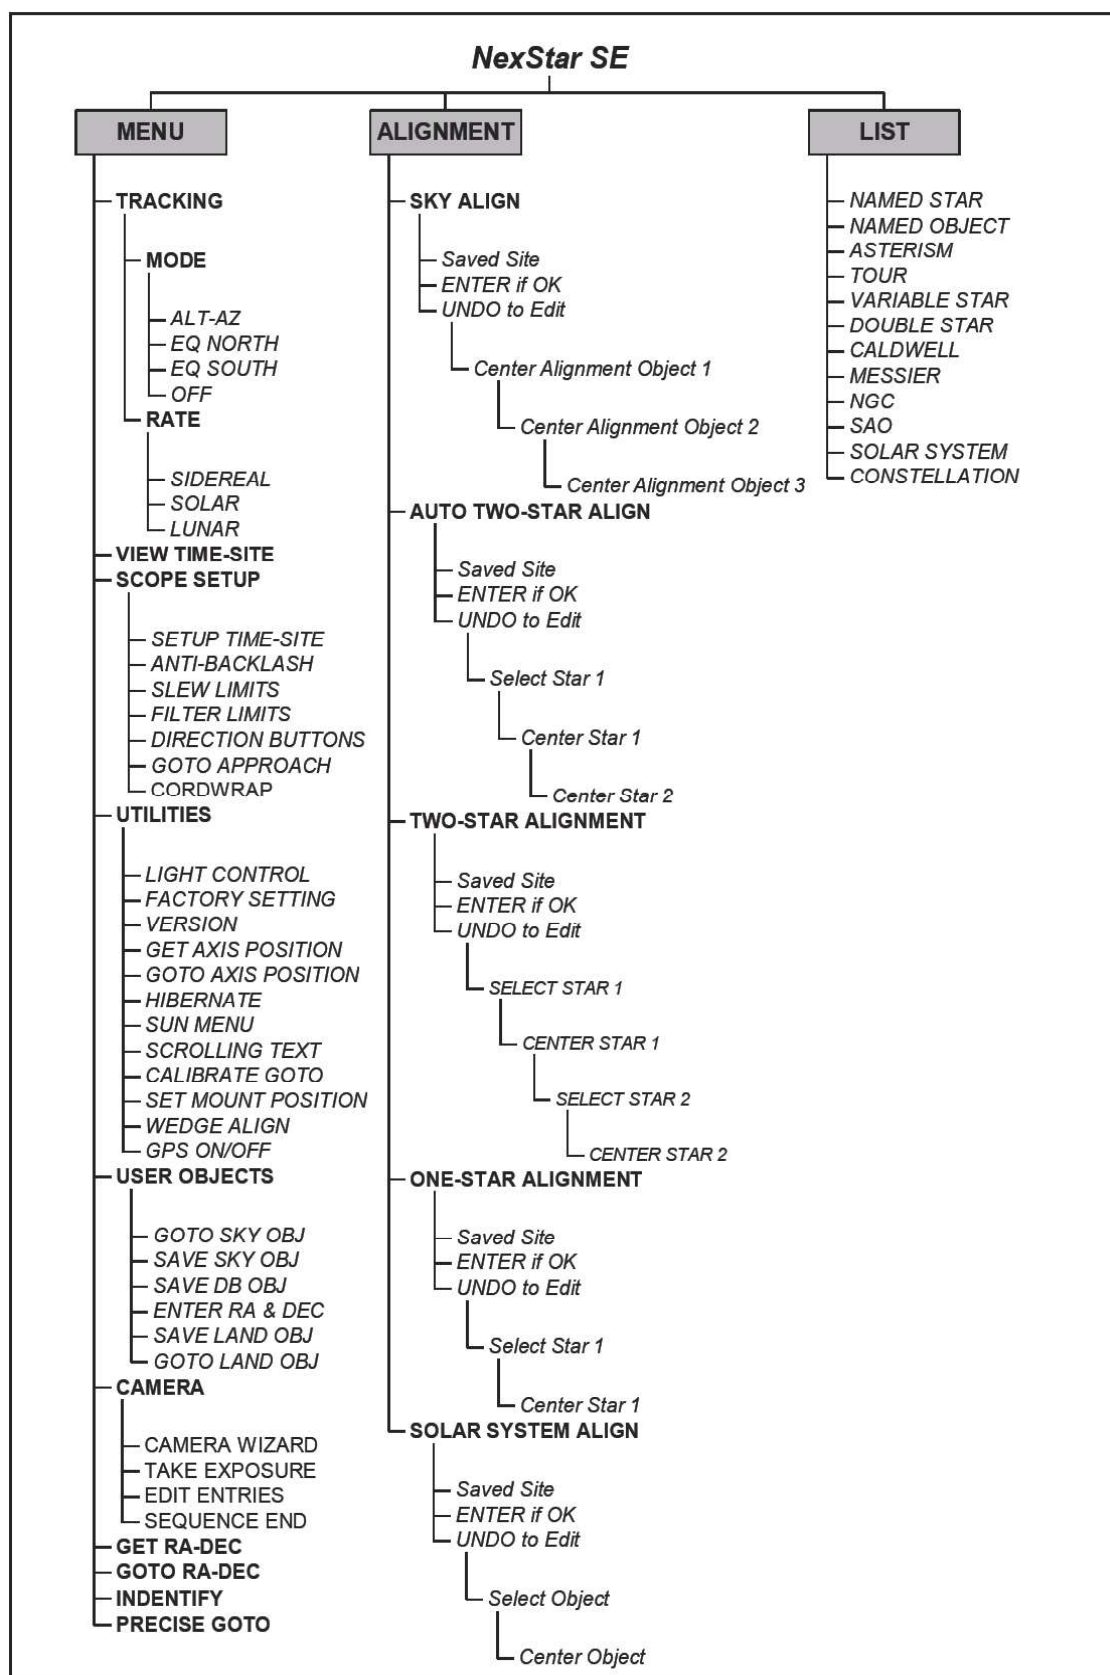 NexStar SE
MENU
TRACKING
MODE
ALT-AZ
EQ NORTH
EQ SOUTH
OFF
RATE
SIDEREAL
SOLAR
LUNAR
VIEW TIME-SITE
SCOPE SETUP
SETUP TIME-SITE
ANTI-BACKLASH
SLEW LIMITS
FILTER LIMITS
DIRECTION BUTTONS
GOTO APPROACH
CORDWRAP
UTILITIES
LIGHT CONTROL
FACTORY SETTING
VERSION
GET AXIS POSITION
GOTO AXIS POSITION
HIBERNATE
SUN MENU
SCROLLING TEXT
CALIBRATE GOTO
SET MOUNT POSITION
WEDGE ALIGN
GPS ON/OFF
USER OBJECTS
GOTO SKY OBJ
SAVE SKY OBJ
SAVE DB OBJ
ENTER RA & DEC
SAVE LAND OBJ
GOTO LAND OBJ
CAMERA
CAMERA WIZARD
TAKE EXPOSURE
EDIT ENTRIES
SEQUENCE END
GET RA-DEC
GOTO RA-DEC
INDENTIFY
PRECISE GOTO
ALIGNMENT
SKY ALIGN
Saved Site
ENTER if OK
UNDO to Edit
Center Alignment Object 1
Center Alignment Object 2
Center Alignment Object 3
AUTO TWO-STAR ALIGN
Saved Site
ENTER if OK
UNDO to Edit
Select Star 1
Center Star 1
Center Star 2
TWO-STAR ALIGNMENT
Saved Site
ENTER if OK
UNDO to Edit
SELECT STAR 1
CENTER STAR 1
SELECT STAR 2
CENTER STAR 2
ONE-STAR ALIGNMENT
Saved Site
ENTER if OK
UNDO to Edit
Select Star 1
Center Star 1
SOLAR SYSTEM ALIGN
Saved Site
ENTER if OK
UNDO to Edit
Select Object
Center Object
LIST
NAMED STAR
NAMED OBJECT
ASTERISM
TOUR
VARIABLE STAR
DOUBLE STAR
CALDWELL
MESSIER
NGC
SAO
SOLAR SYSTEM
CONSTELLATION